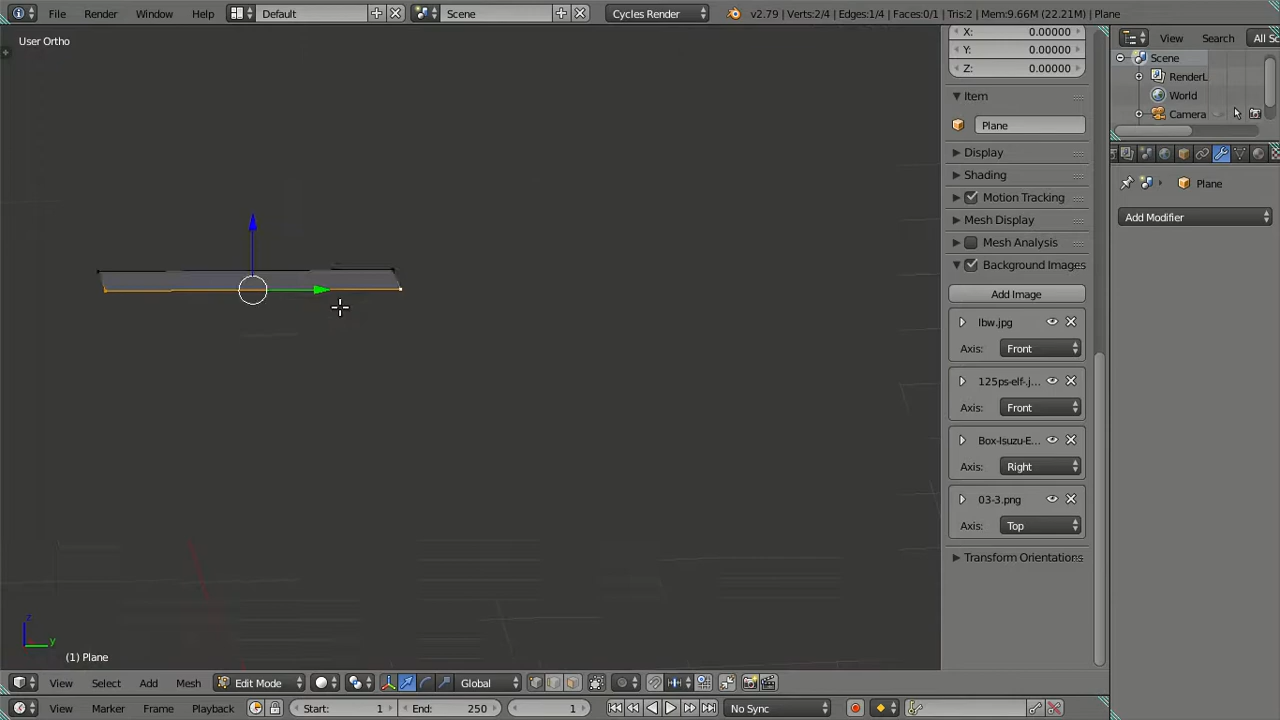 File Render Window Help Default Scene Cycles Render v2.79 | Verts:2/4 | Edges:1/4 | Faces:0/1 | Tris:2 | Mem:9.66M (22.21M) | Plane
User Ortho
X: 0.00000
Y: 0.00000
Z: 0.00000
Item
Plane
Display
Shading
Motion Tracking
Mesh Display
Mesh Analysis
Background Images
Add Image
lbw.jpg
Axis: Front
125ps-elf-.j...
Axis: Front
Box-Isuzu-E...
Axis: Right
03-3.png
Axis: Top
Transform Orientations
View Search All Sc
Scene
RenderL
World
Camera
Plane
Add Modifier
z
y
(1) Plane
View Select Add Mesh Edit Mode Global
View Marker Frame Playback Start: 1 End: 250 1 No Sync